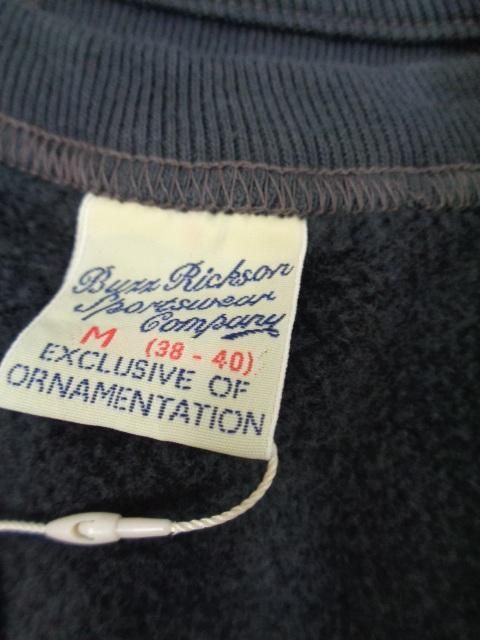 Buzz Rickson
Sportswear
Company
M (38 - 40)
EXCLUSIVE OF
ORNAMENTATION